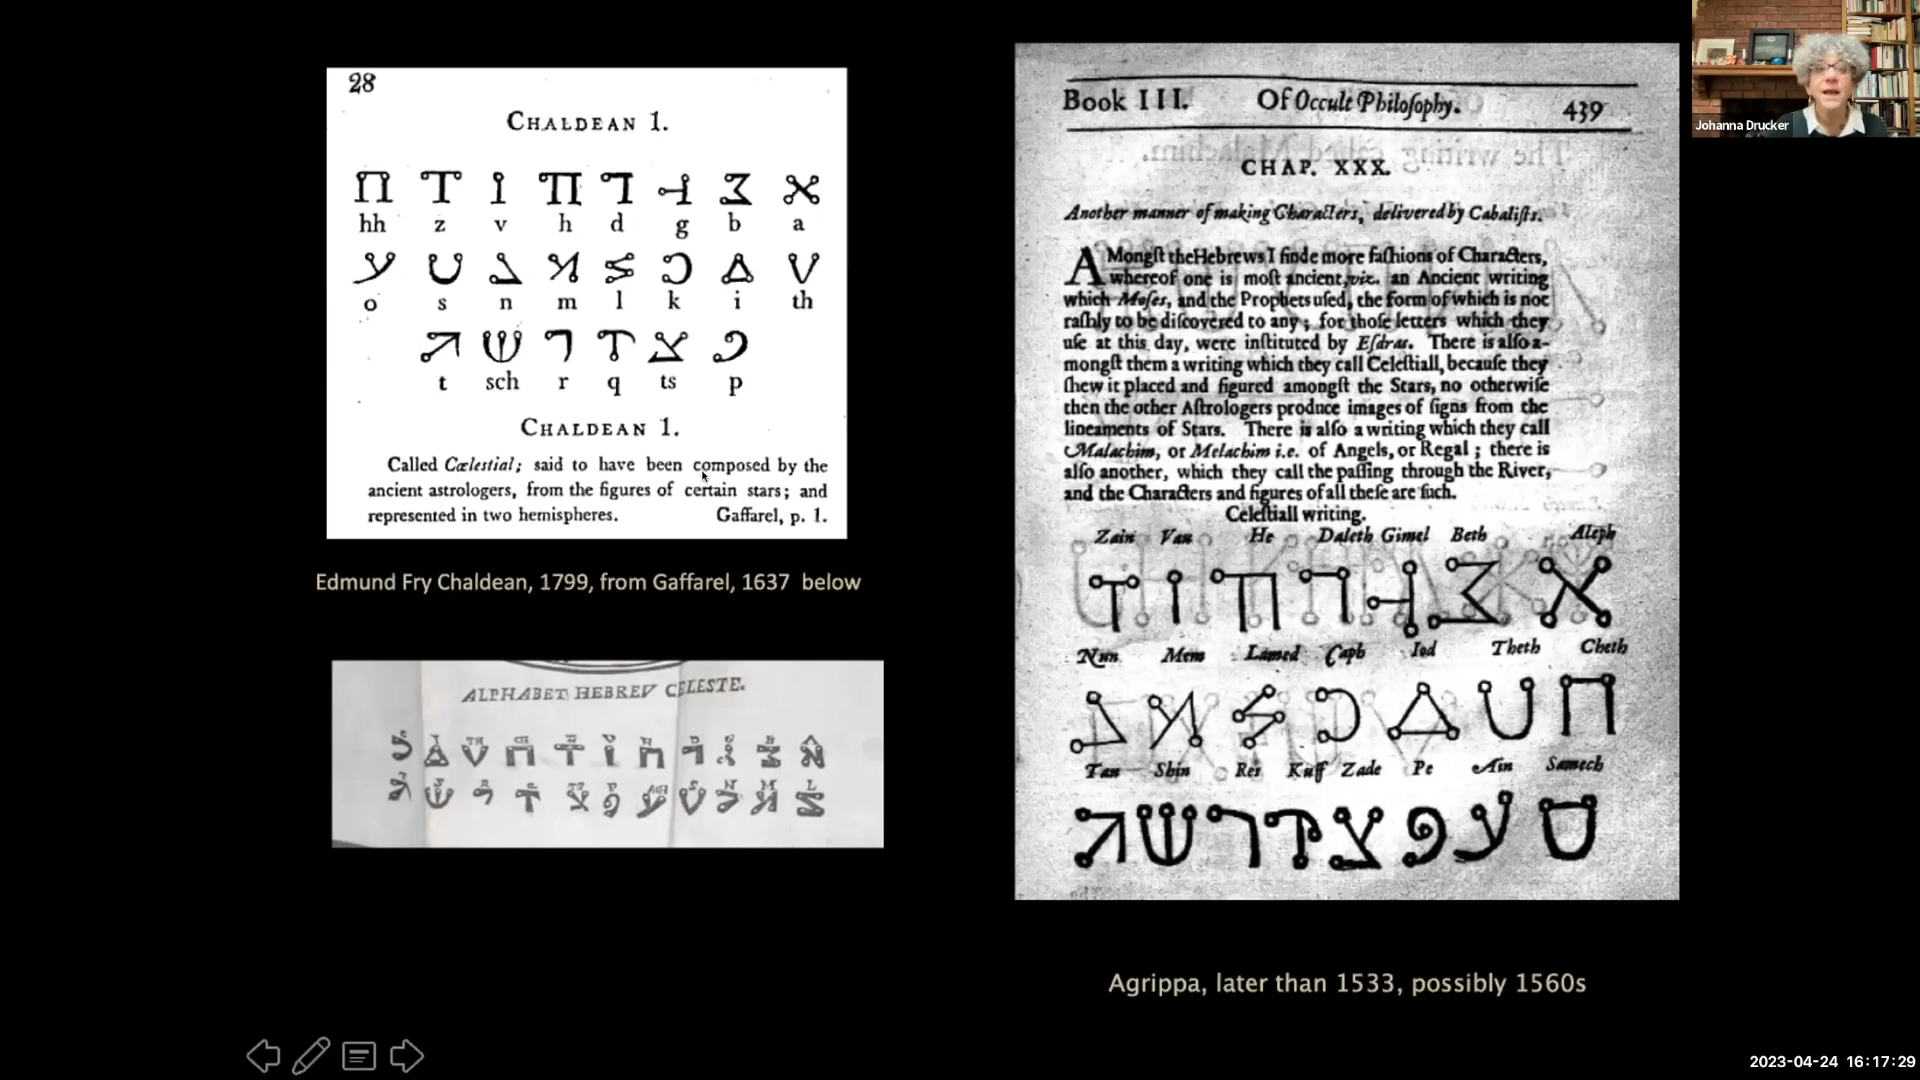 28
CHALDEAN 1.
hh z v h d g b a
o s n m l k i th
t sch r q ts p
CHALDEAN 1.
Called Cœlestial; said to have been composed by the
ancient astrologers, from the figures of certain stars; and
represented in two hemispheres. Gaffarel, p. 1.
Edmund Fry Chaldean, 1799, from Gaffarel, 1637 below
ALPHABET HEBREV CELESTE.
Book III. Of Occult Philoſophy. 439
CHAP. XXX.
Another manner of making Characters, delivered by Cabaliſts.
AMongſt the Hebrews I finde more faſhions of Characters,
whereof one is moſt ancient, viz. an Ancient writing
which Moſes, and the Prophets uſed, the form of which is not
raſhly to be diſcovered to any; for thoſe letters which they
uſe at this day, were inſtituted by Eſdras. There is alſo a-
mongſt them a writing which they call Celeſtiall, becauſe they
ſhew it placed and figured amongſt the Stars, no otherwiſe
then the other Aſtrologers produce images of ſigns from the
lineaments of Stars. There is alſo a writing which they call
Malachim, or Melachim i.e. of Angels, or Regal; there is
alſo another, which they call the paſſing through the River,
and the Characters and figures of all theſe are ſuch.
Celeſtiall writing.
Zain Vau He Daleth Gimel Beth Aleph
Nun Mem Lamed Caph Iod Theth Cheth
Tau Shin Res Kuff Zade Pe Ain Samech
Agrippa, later than 1533, possibly 1560s
Johanna Drucker
2023-04-24 16:17:29